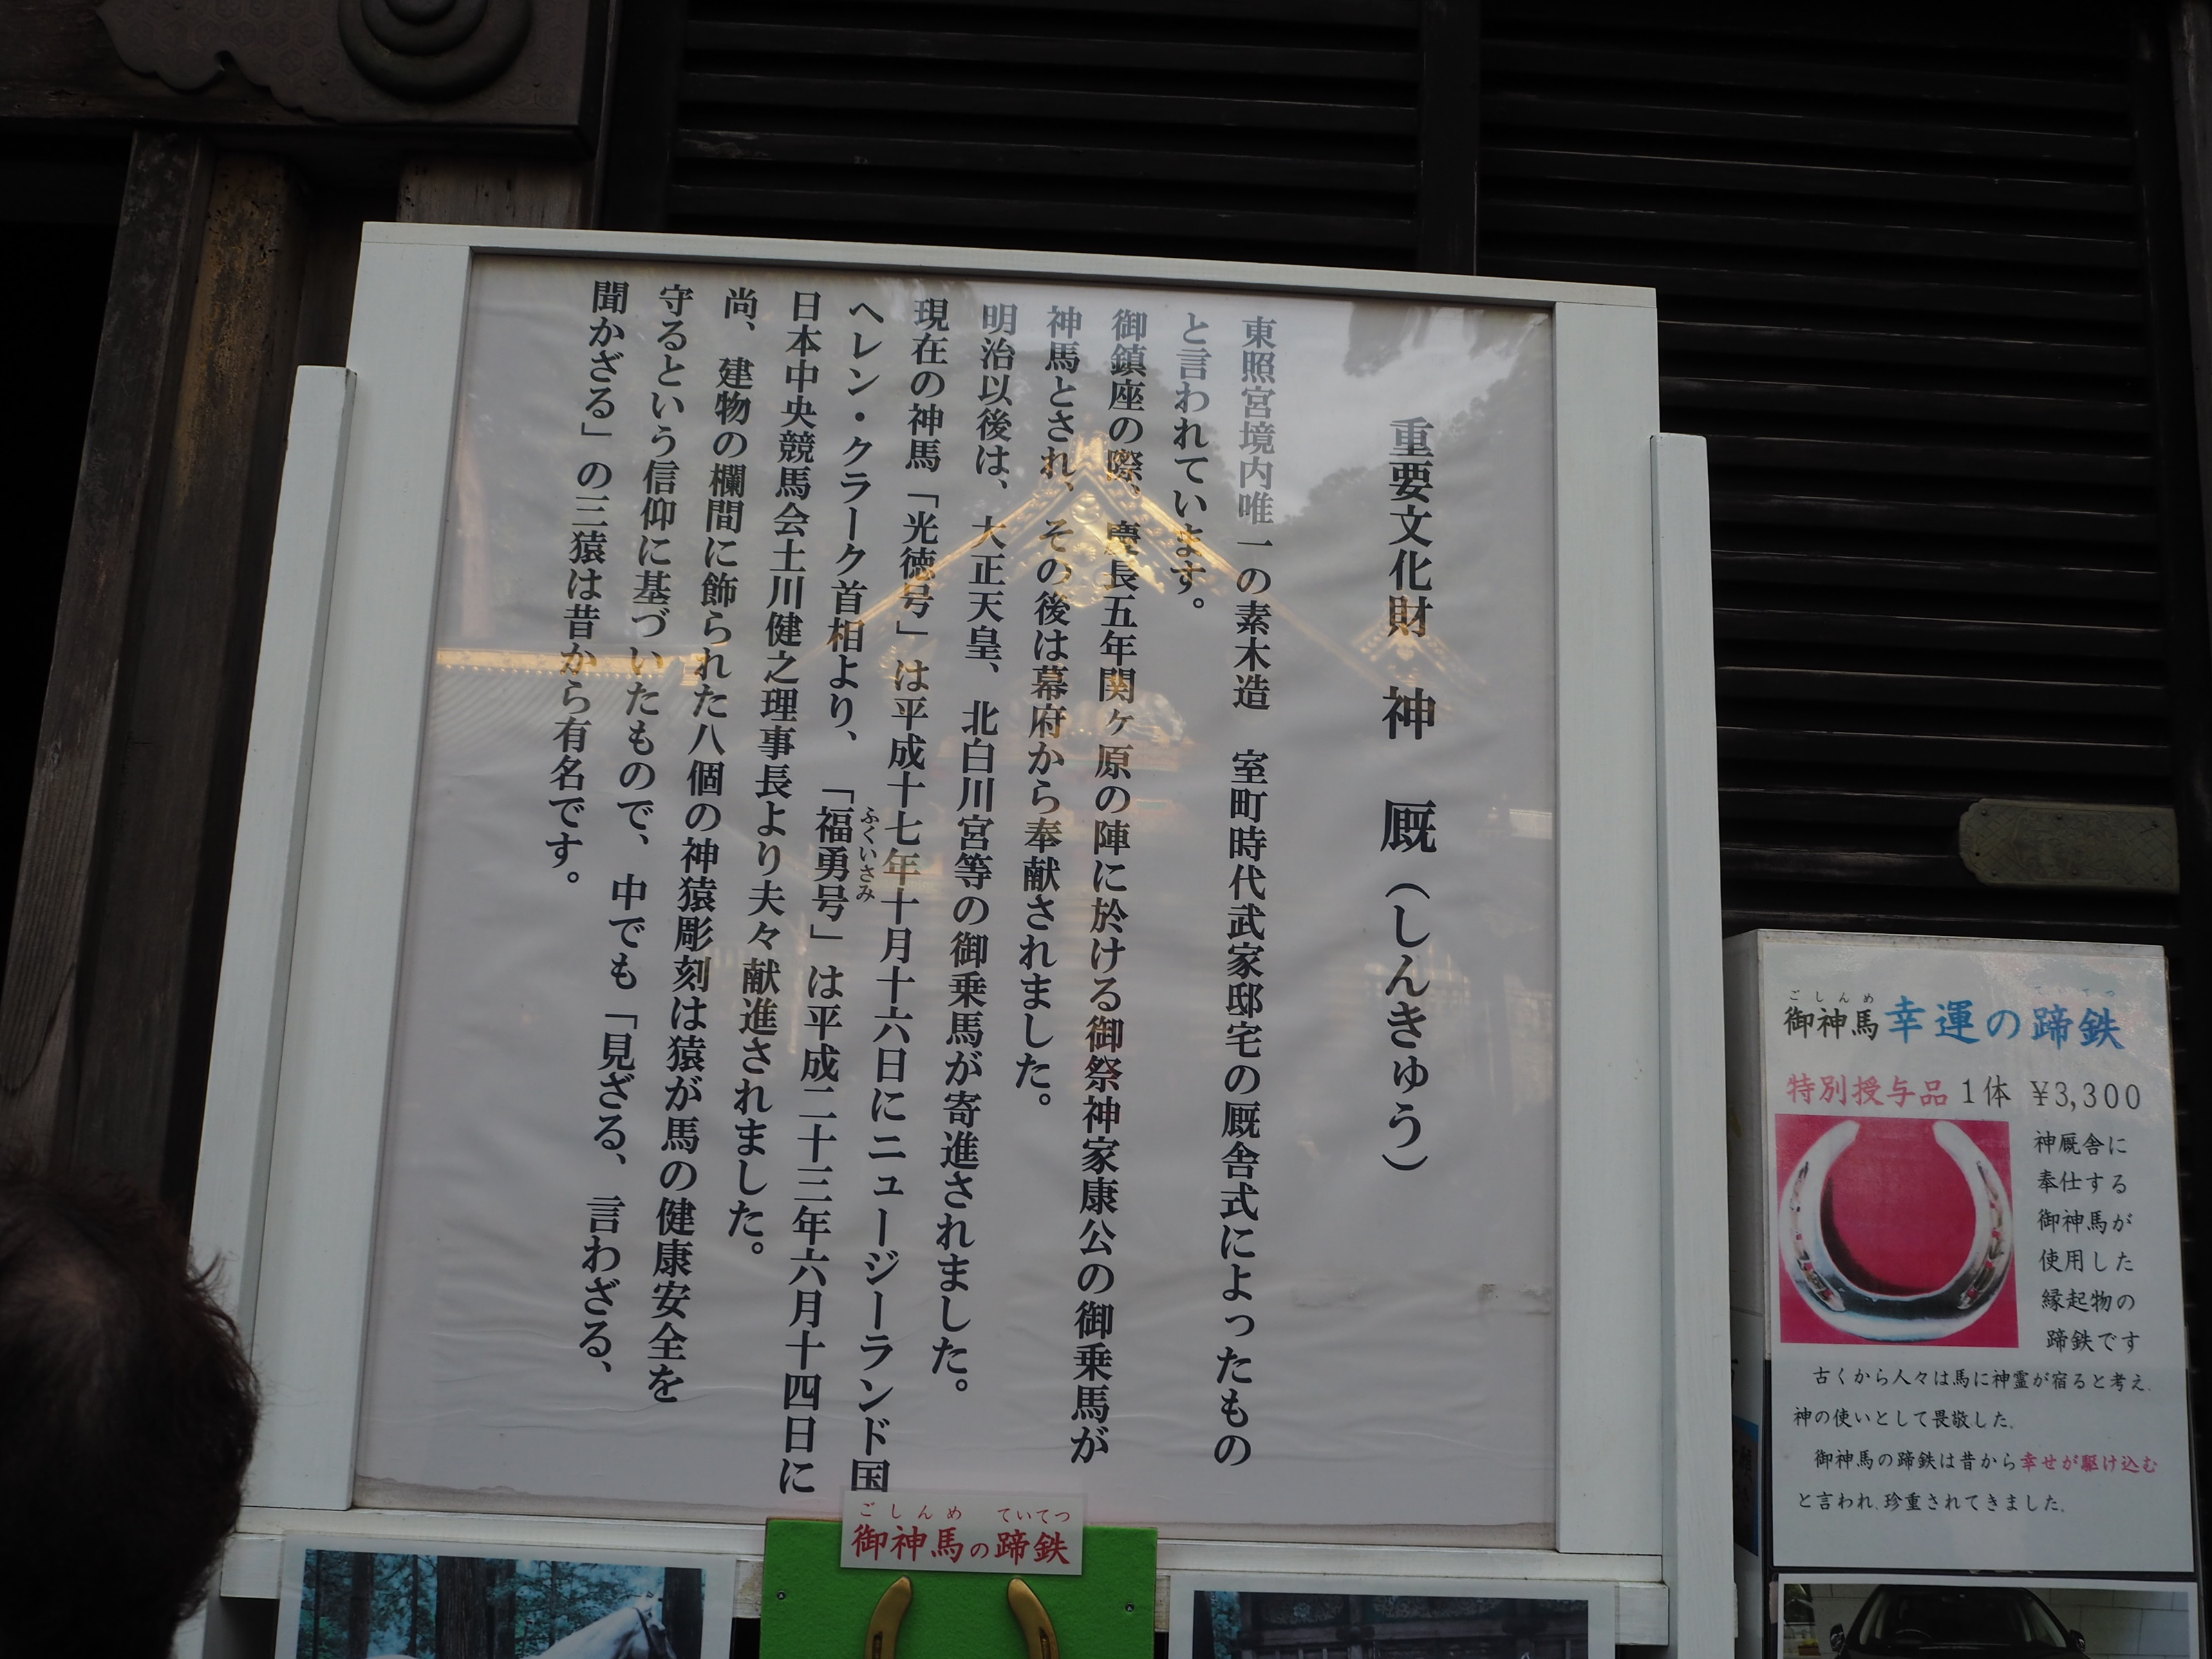 重要文化財　神　厩（しんきゅう）
東照宮境内唯一の素木造　室町時代武家邸宅の厩舎式によったもの
と言われています。
御鎮座の際、慶長五年関ヶ原の陣に於ける御祭神家康公の御乗馬が
神馬とされ、その後は幕府から奉献されました。
明治以後は、大正天皇、北白川宮等の御乗馬が寄進されました。
現在の神馬「光徳号」は平成十七年十月十六日にニュージーランド国
ヘレン・クラーク首相より、「福勇号」は平成二十三年六月十四日に
ふくいさみ
日本中央競馬会土川健之理事長より夫々献進されました。
尚、建物の欄間に飾られた八個の神猿彫刻は猿が馬の健康安全を
守るという信仰に基づいたもので、中でも「見ざる、言わざる、
聞かざる」の三猿は昔から有名です。
ごしんめ　ていてつ
御神馬の蹄鉄
ごしんめ　ていてつ
御神馬幸運の蹄鉄
特別授与品 1体 ¥3,300
神厩舎に
奉仕する
御神馬が
使用した
縁起物の
蹄鉄です
古くから人々は馬に神霊が宿ると考え、
神の使いとして畏敬した。
御神馬の蹄鉄は昔から幸せが駆け込む
と言われ、珍重されてきました。